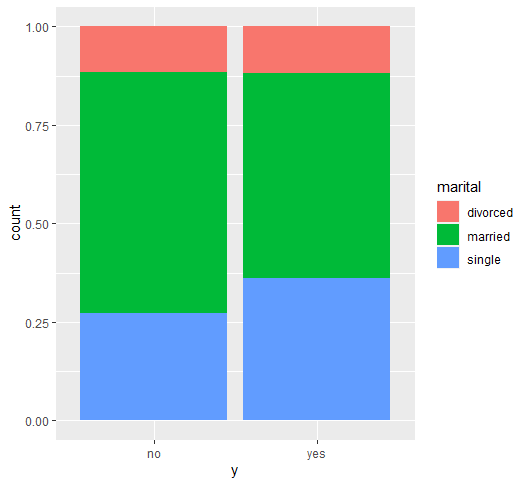 1.00
0.75
0.50
0.25
0.00
count
no yes
y
marital
divorced
married
single